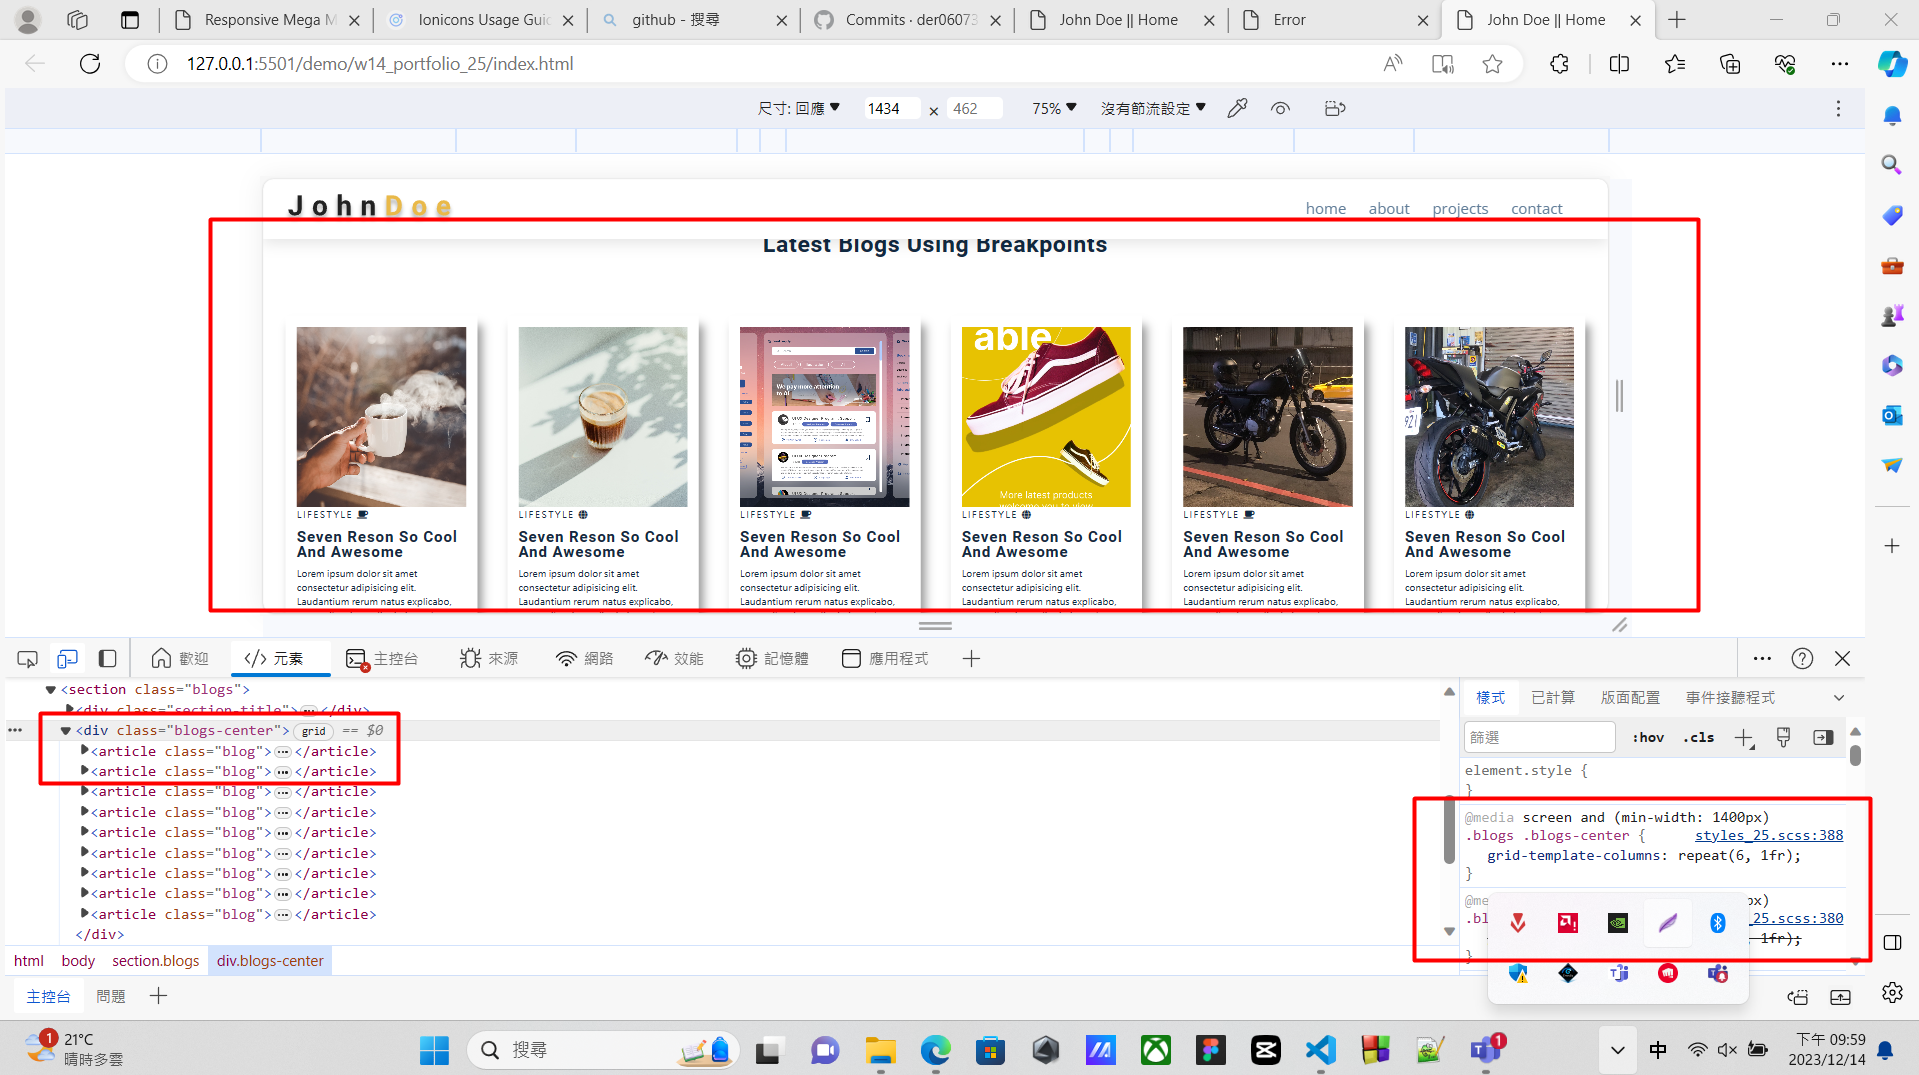 Responsive Mega M
Ionicons Usage Guid
github - 搜尋
Commits · der06073
John Doe || Home
Error
John Doe || Home
127.0.0.1:5501/demo/w14_portfolio_25/index.html
尺寸: 回應 ▼ 1434 × 462 75% ▼ 沒有節流設定 ▼
JohnDoe
home about projects contact
Latest Blogs Using Breakpoints
able
We pay more attention
More latest products
LIFESTYLE
Seven Reson So Cool
And Awesome
Lorem ipsum dolor sit amet
consectetur adipisicing elit.
Laudantium rerum natus explicabo,
LIFESTYLE
Seven Reson So Cool
And Awesome
Lorem ipsum dolor sit amet
consectetur adipisicing elit.
Laudantium rerum natus explicabo,
LIFESTYLE
Seven Reson So Cool
And Awesome
Lorem ipsum dolor sit amet
consectetur adipisicing elit.
Laudantium rerum natus explicabo,
LIFESTYLE
Seven Reson So Cool
And Awesome
Lorem ipsum dolor sit amet
consectetur adipisicing elit.
Laudantium rerum natus explicabo,
LIFESTYLE
Seven Reson So Cool
And Awesome
Lorem ipsum dolor sit amet
consectetur adipisicing elit.
Laudantium rerum natus explicabo,
LIFESTYLE
Seven Reson So Cool
And Awesome
Lorem ipsum dolor sit amet
consectetur adipisicing elit.
Laudantium rerum natus explicabo,
歡迎 </> 元素 主控台 來源 網路 效能 記憶體 應用程式
<section class="blogs">
<div class="section-title">…</div>
<div class="blogs-center"> grid == $0
<article class="blog">…</article>
<article class="blog">…</article>
<article class="blog">…</article>
<article class="blog">…</article>
<article class="blog">…</article>
<article class="blog">…</article>
<article class="blog">…</article>
<article class="blog">…</article>
<article class="blog">…</article>
</div>
html body section.blogs div.blogs-center
主控台 問題
樣式 已計算 版面配置 事件接聽程式
篩選 :hov .cls
element.style {
}
@media screen and (min-width: 1400px)
.blogs .blogs-center { styles_25.scss:388
grid-template-columns: repeat(6, 1fr);
}
@me px)
.bl _25.scss:380
, 1fr);
}
1 21°C
晴時多雲
搜尋
1
中
下午 09:59
2023/12/14